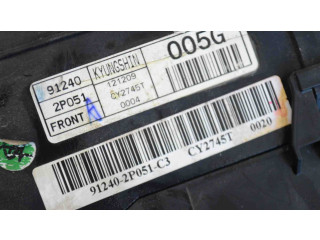 91240
2P051
FRONT
KYUNGSHIN
121209
CY2745T
0004
005G
91240-2P051-C3
CY2745T
0020